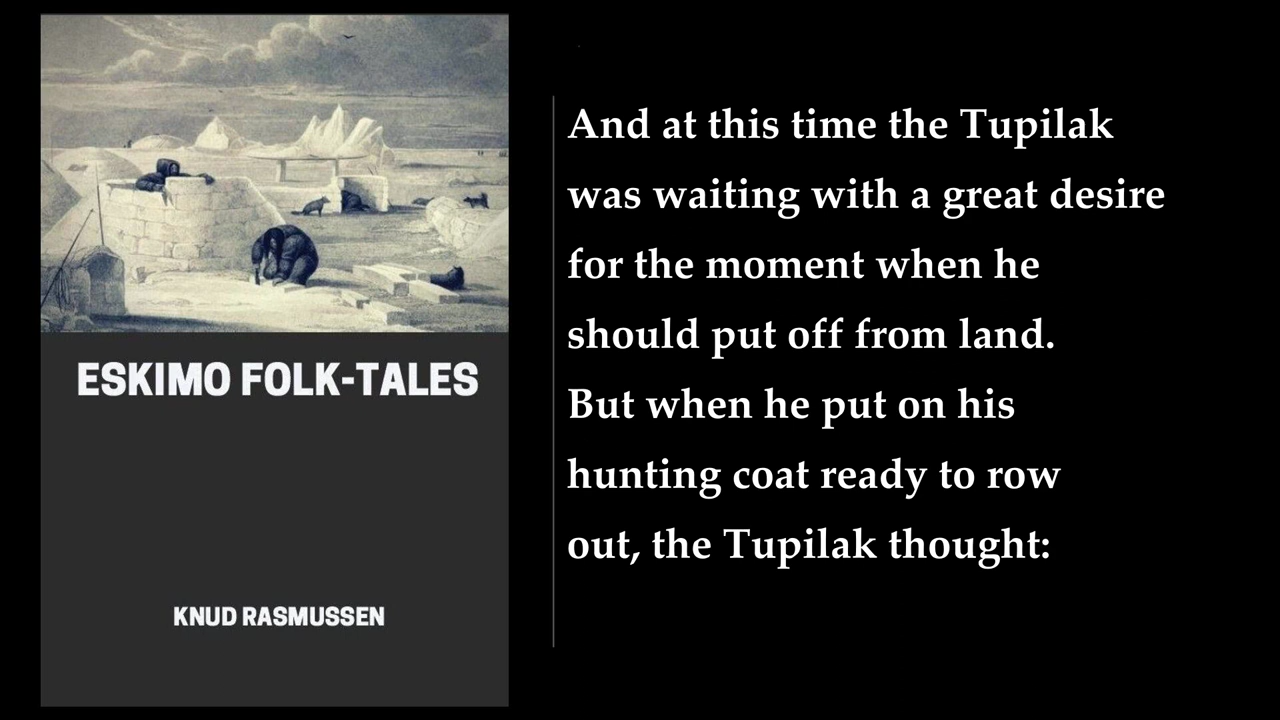 ESKIMO FOLK-TALES
KNUD RASMUSSEN
And at this time the Tupilak
was waiting with a great desire
for the moment when he
should put off from land.
But when he put on his
hunting coat ready to row
out, the Tupilak thought: